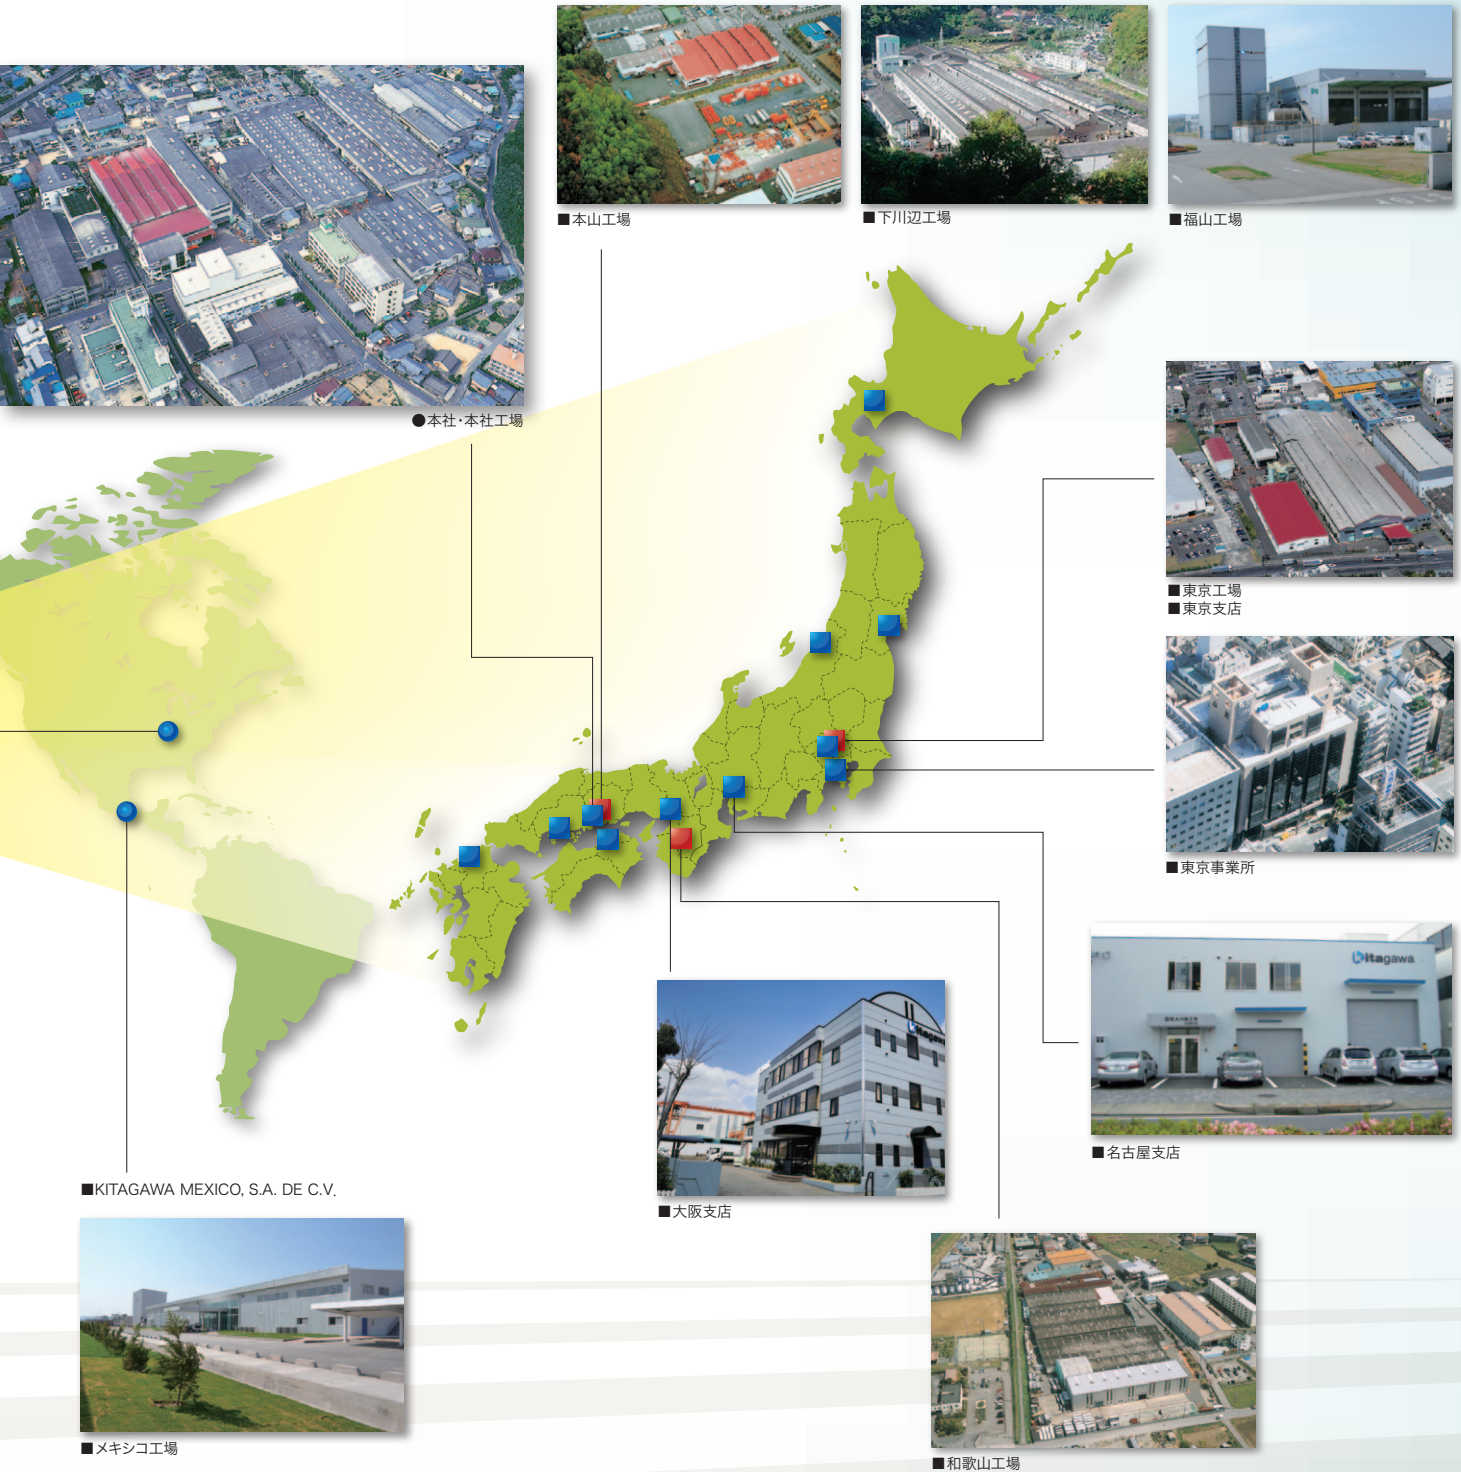 ■本山工場
■下川辺工場
■福山工場
●本社・本社工場
■東京工場
■東京支店
■東京事業所
kitagawa
■名古屋支店
kitagawa
■大阪支店
■KITAGAWA MEXICO, S.A. DE C.V.
■メキシコ工場
■和歌山工場